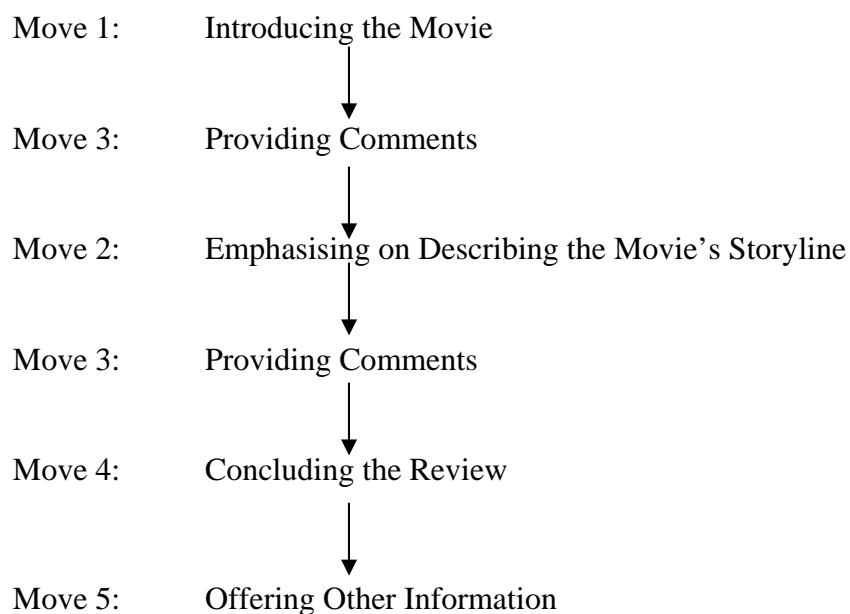 Move 1: Introducing the Movie
Move 3: Providing Comments
Move 2: Emphasising on Describing the Movie’s Storyline
Move 3: Providing Comments
Move 4: Concluding the Review
Move 5: Offering Other Information